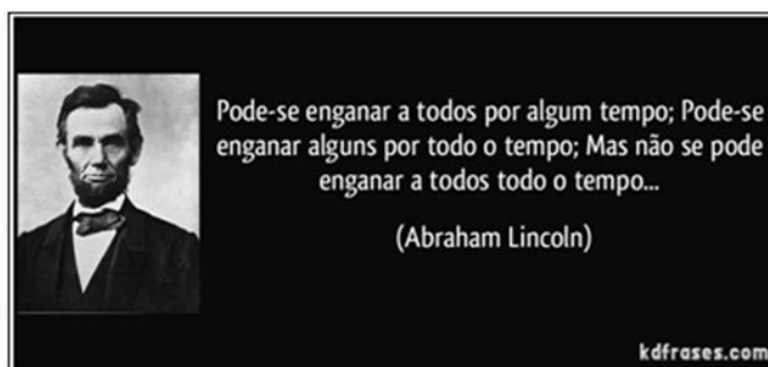 Pode-se enganar a todos por algum tempo; Pode-se
enganar alguns por todo o tempo; Mas não se pode
enganar a todos todo o tempo...
(Abraham Lincoln)
kdfrases.com